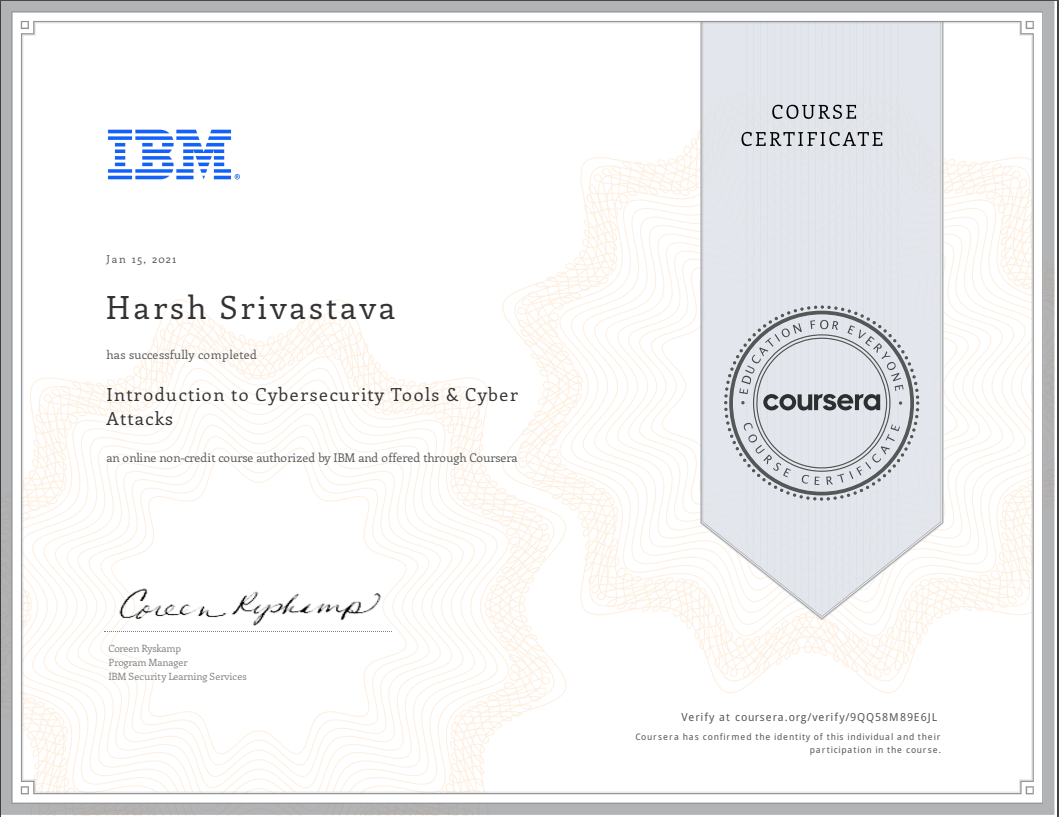 COURSE
CERTIFICATE
IBM®
Jan 15, 2021
Harsh Srivastava
has successfully completed
Introduction to Cybersecurity Tools & Cyber
Attacks
an online non-credit course authorized by IBM and offered through Coursera
EDUCATION FOR EVERYONE
coursera
COURSE CERTIFICATE
Coreen Ryskamp
Coreen Ryskamp
Program Manager
IBM Security Learning Services
Verify at coursera.org/verify/9QQ58M89E6JL
Coursera has confirmed the identity of this individual and their
participation in the course.